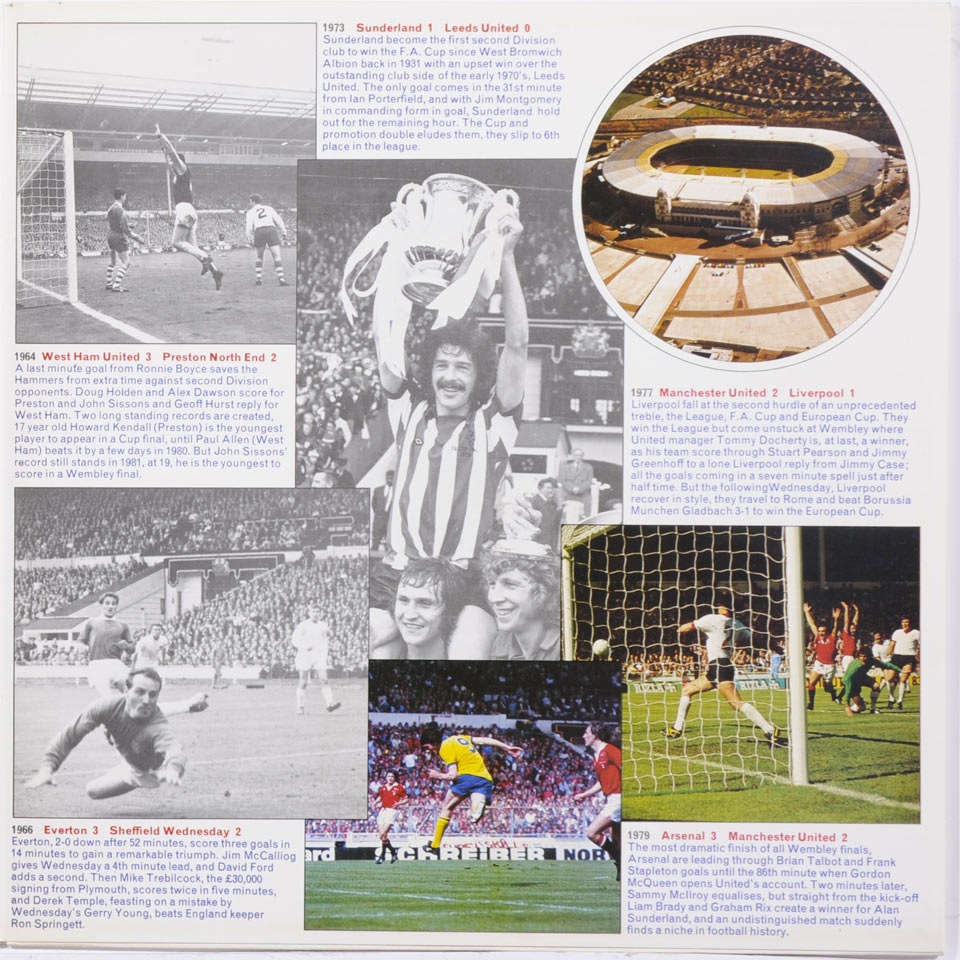 1973 Sunderland 1 Leeds United 0
Sunderland become the first second Division
club to win the F.A. Cup since West Bromwich
Albion back in 1931 with an upset win over the
outstanding club side of the early 1970's, Leeds
United. The only goal comes in the 31st minute
from Ian Porterfield, and with Jim Montgomery
in commanding form in goal, Sunderland hold
out for the remaining hour. The Cup and
promotion double eludes them, they slip to 6th
place in the league.
2
1964 West Ham United 3 Preston North End 2
A last minute goal from Ronnie Boyce saves the
Hammers from extra time against second Division
opponents. Doug Holden and Alex Dawson score for
Preston and John Sissons and Geoff Hurst reply for
West Ham. Two long standing records are created,
17 year old Howard Kendall (Preston) is the youngest
player to appear in a Cup final, until Paul Allen (West
Ham) beats it by a few days in 1980. But John Sissons'
record still stands in 1981, at 19, he is the youngest to
score in a Wembley final.
1977 Manchester United 2 Liverpool 1
Liverpool fall at the second hurdle of an unprecedented
treble, the League, F.A. Cup and European Cup. They
win the League but come unstuck at Wembley where
United manager Tommy Docherty is, at last, a winner,
as his team score through Stuart Pearson and Jimmy
Greenhoff to a lone Liverpool reply from Jimmy Case;
all the goals coming in a seven minute spell just after
half time. But the following Wednesday, Liverpool
recover in style, they travel to Rome and beat Borussia
Munchen Gladbach 3-1 to win the European Cup.
9
ard SCHREIBER NOR
1966 Everton 3 Sheffield Wednesday 2
Everton, 2-0 down after 52 minutes, score three goals in
14 minutes to gain a remarkable triumph. Jim McCalliog
gives Wednesday a 4th minute lead, and David Ford
adds a second. Then Mike Trebilcock, the £30,000
signing from Plymouth, scores twice in five minutes,
and Derek Temple, feasting on a mistake by
Wednesday's Gerry Young, beats England keeper
Ron Springett.
1979 Arsenal 3 Manchester United 2
The most dramatic finish of all Wembley finals,
Arsenal are leading through Brian Talbot and Frank
Stapleton goals until the 86th minute when Gordon
McQueen opens United's account. Two minutes later,
Sammy McIlroy equalises, but straight from the kick-off
Liam Brady and Graham Rix create a winner for Alan
Sunderland, and an undistinguished match suddenly
finds a niche in football history.